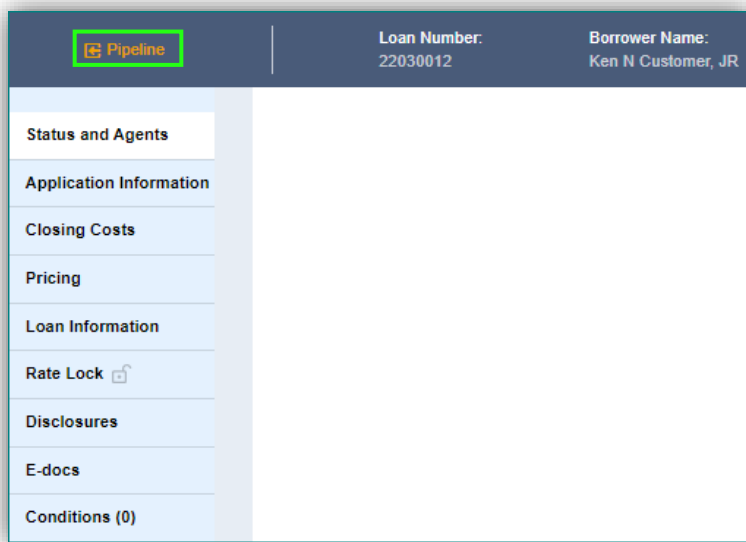 Pipeline
Loan Number:
22030012
Borrower Name:
Ken N Customer, JR
Status and Agents
Application Information
Closing Costs
Pricing
Loan Information
Rate Lock
Disclosures
E-docs
Conditions (0)